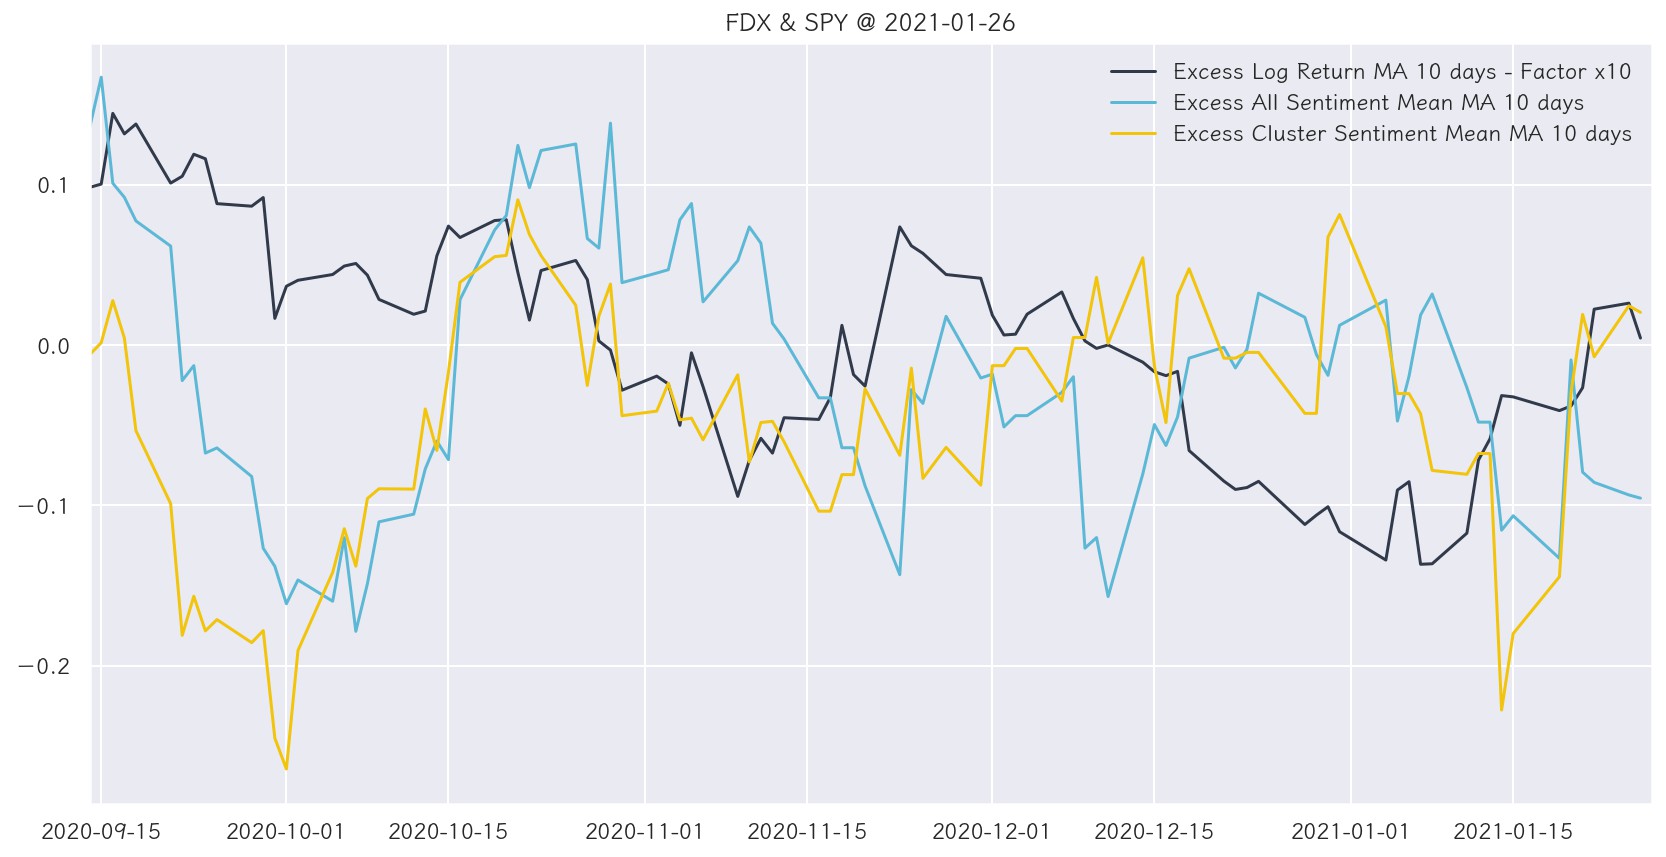 FDX & SPY @ 2021-01-26
Excess Log Return MA 10 days - Factor x10
Excess All Sentiment Mean MA 10 days
Excess Cluster Sentiment Mean MA 10 days
0.1
0.0
−0.1
−0.2
2020-09-15 2020-10-01 2020-10-15 2020-11-01 2020-11-15 2020-12-01 2020-12-15 2021-01-01 2021-01-15